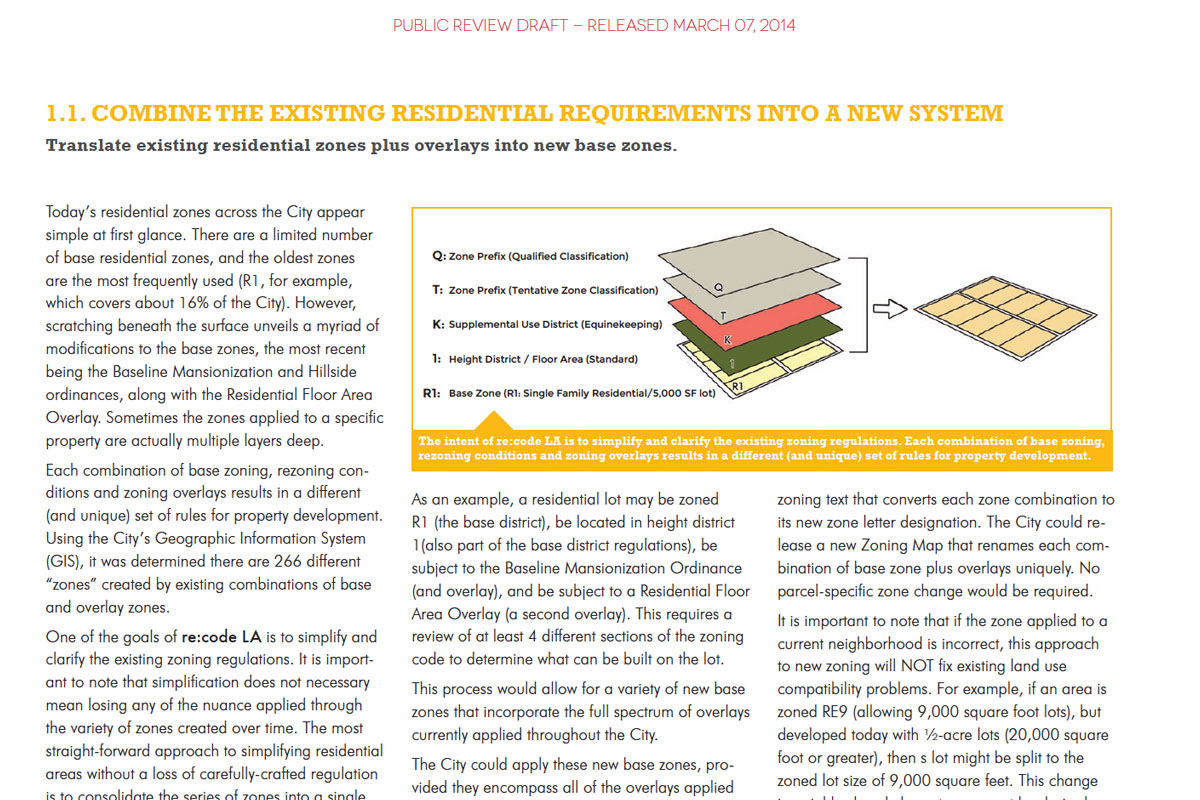 PUBLIC REVIEW DRAFT – RELEASED MARCH 07, 2014
1.1. COMBINE THE EXISTING RESIDENTIAL REQUIREMENTS INTO A NEW SYSTEM
Translate existing residential zones plus overlays into new base zones.
Today's residential zones across the City appear
simple at first glance. There are a limited number
of base residential zones, and the oldest zones
are the most frequently used (R1, for example,
which covers about 16% of the City). However,
scratching beneath the surface unveils a myriad of
modifications to the base zones, the most recent
being the Baseline Mansionization and Hillside
ordinances, along with the Residential Floor Area
Overlay. Sometimes the zones applied to a specific
property are actually multiple layers deep.
Each combination of base zoning, rezoning con-
ditions and zoning overlays results in a different
(and unique) set of rules for property development.
Using the City's Geographic Information System
(GIS), it was determined there are 266 different
“zones” created by existing combinations of base
and overlay zones.
One of the goals of re:code LA is to simplify and
clarify the existing zoning regulations. It is import-
ant to note that simplification does not necessary
mean losing any of the nuance applied through
the variety of zones created over time. The most
straight-forward approach to simplifying residential
areas without a loss of carefully-crafted regulation
is to consolidate the series of zones into a single
Q: Zone Prefix (Qualified Classification)
T: Zone Prefix (Tentative Zone Classification)
K: Supplemental Use District (Equinekeeping)
1: Height District / Floor Area (Standard)
R1: Base Zone (R1: Single Family Residential/5,000 SF lot)
Q
T
K
1
R1
The intent of re:code LA is to simplify and clarify the existing zoning regulations. Each combination of base zoning,
rezoning conditions and zoning overlays results in a different (and unique) set of rules for property development.
As an example, a residential lot may be zoned
R1 (the base district), be located in height district
1(also part of the base district regulations), be
subject to the Baseline Mansionization Ordinance
(and overlay), and be subject to a Residential Floor
Area Overlay (a second overlay). This requires a
review of at least 4 different sections of the zoning
code to determine what can be built on the lot.
This process would allow for a variety of new base
zones that incorporate the full spectrum of overlays
currently applied throughout the City.
The City could apply these new base zones, pro-
vided they encompass all of the overlays applied
zoning text that converts each zone combination to
its new zone letter designation. The City could re-
lease a new Zoning Map that renames each com-
bination of base zone plus overlays uniquely. No
parcel-specific zone change would be required.
It is important to note that if the zone applied to a
current neighborhood is incorrect, this approach
to new zoning will NOT fix existing land use
compatibility problems. For example, if an area is
zoned RE9 (allowing 9,000 square foot lots), but
developed today with ½-acre lots (20,000 square
foot or greater), then s lot might be split to the
zoned lot size of 9,000 square feet. This change